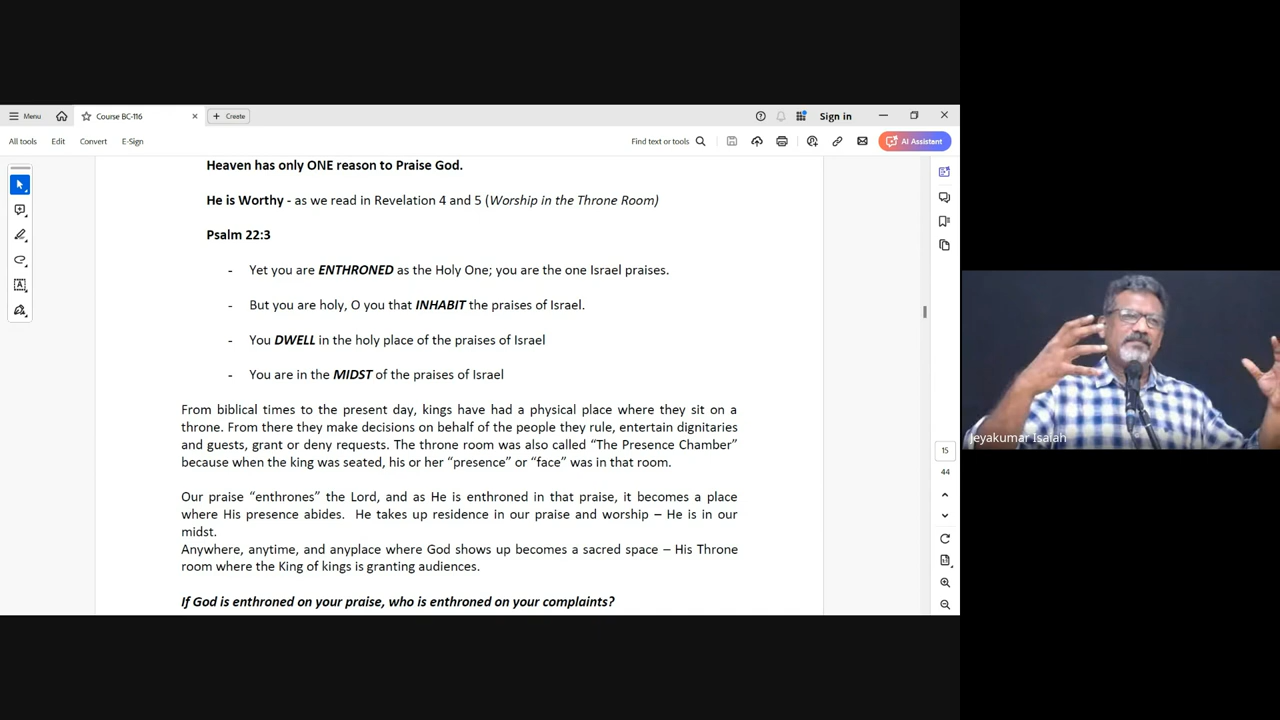 Menu
Course BC-116
Create
Sign in
All tools
Edit
Convert
E-Sign
Find text or tools
AI Assistant
Heaven has only ONE reason to Praise God.
He is Worthy - as we read in Revelation 4 and 5 (Worship in the Throne Room)
Psalm 22:3
- Yet you are ENTHRONED as the Holy One; you are the one Israel praises.
- But you are holy, O you that INHABIT the praises of Israel.
- You DWELL in the holy place of the praises of Israel
- You are in the MIDST of the praises of Israel
From biblical times to the present day, kings have had a physical place where they sit on a
throne. From there they make decisions on behalf of the people they rule, entertain dignitaries
and guests, grant or deny requests. The throne room was also called “The Presence Chamber”
because when the king was seated, his or her “presence” or “face” was in that room.
Our praise “enthrones” the Lord, and as He is enthroned in that praise, it becomes a place
where His presence abides. He takes up residence in our praise and worship – He is in our
midst.
Anywhere, anytime, and anyplace where God shows up becomes a sacred space – His Throne
room where the King of kings is granting audiences.
If God is enthroned on your praise, who is enthroned on your complaints?
15
44
Jeyakumar Isaiah